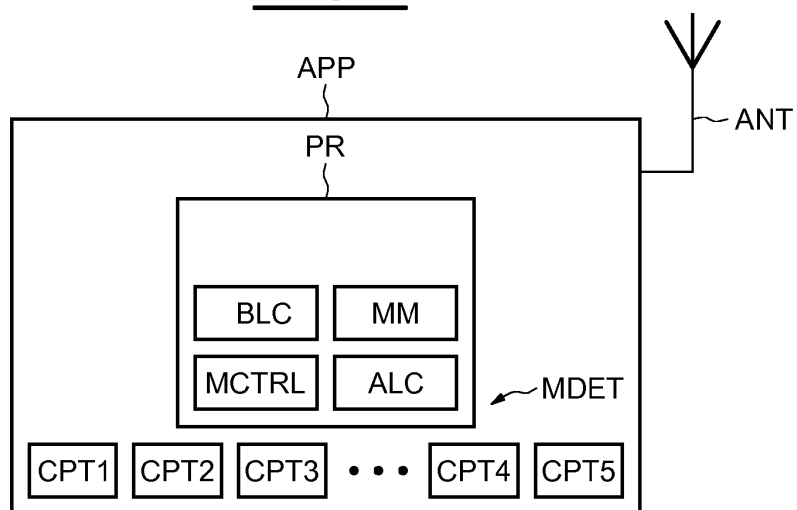 APP
ANT
PR
BLC MM
MCTRL ALC
MDET
CPT1 CPT2 CPT3 • • • CPT4 CPT5